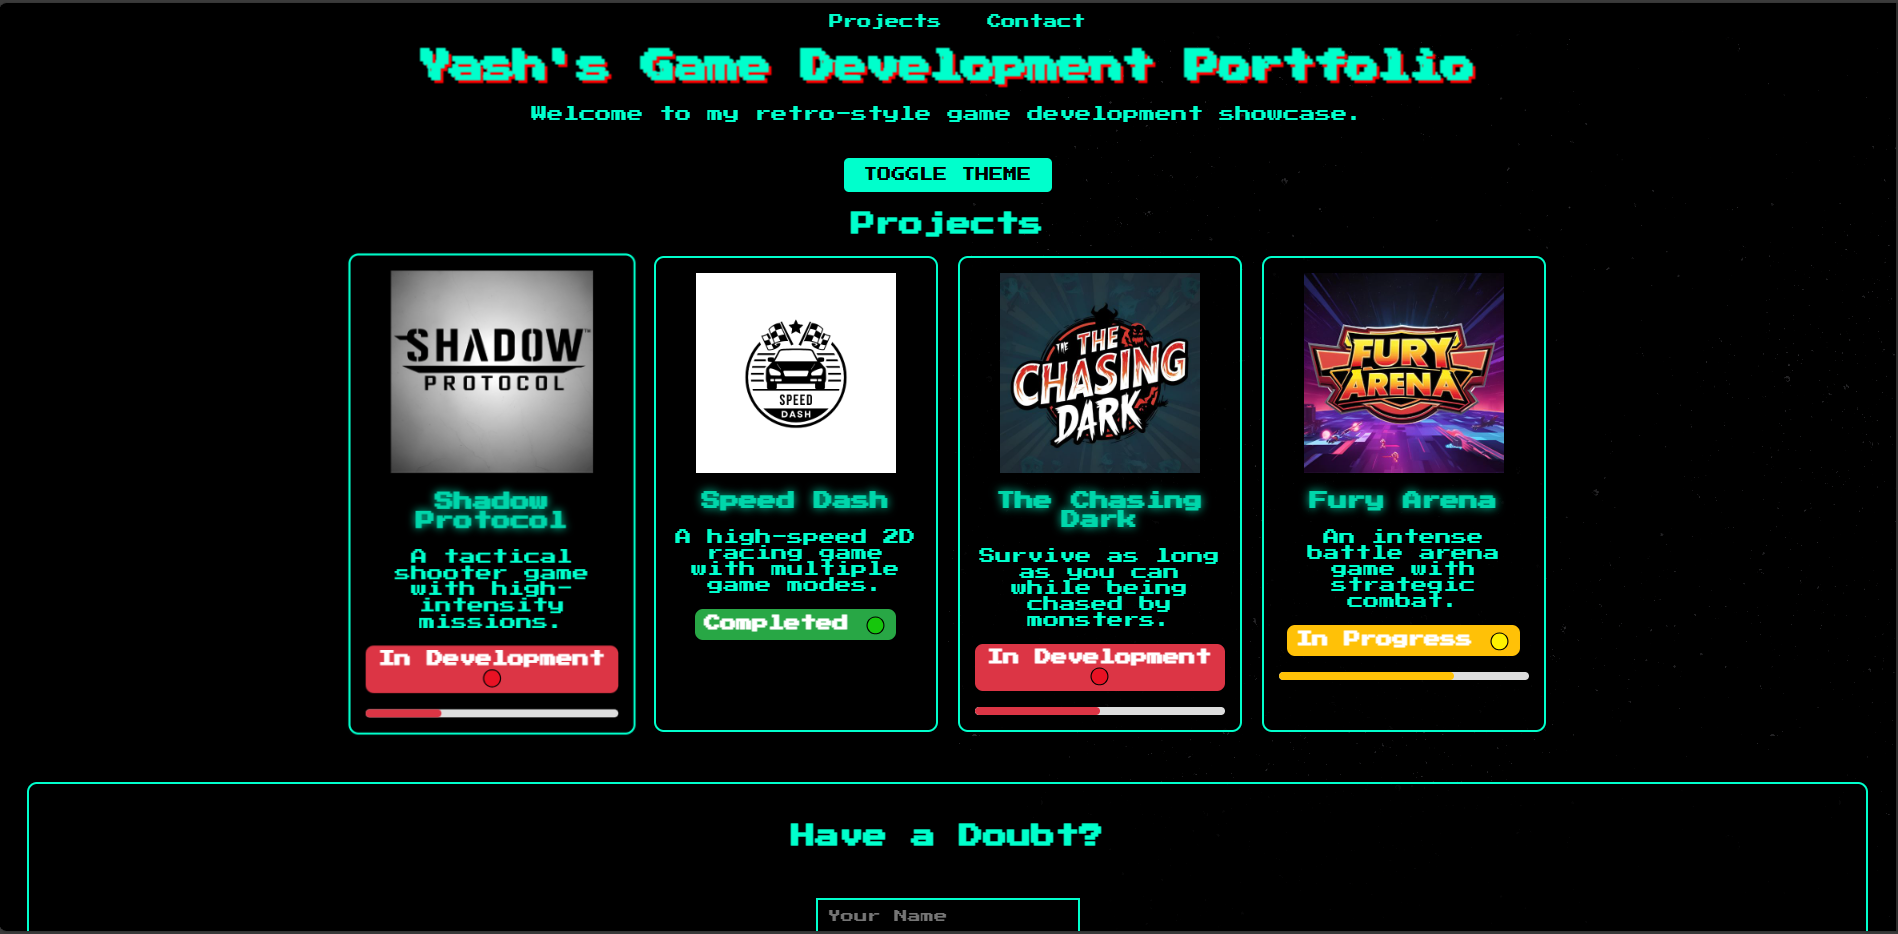 Projects Contact
Yash's Game Development Portfolio
Welcome to my retro-style game development showcase.
TOGGLE THEME
Projects
SHADOW™
PROTOCOL
Shadow
Protocol
A tactical
shooter game
with high-
intensity
missions.
In Development
SPEED
DASH
Speed Dash
A high-speed 2D
racing game
with multiple
game modes.
Completed
THE THE
CHASING
DARK
The Chasing
Dark
Survive as long
as you can
while being
chased by
monsters.
In Development
FURY
ARENA
Fury Arena
An intense
battle arena
game with
strategic
combat.
In Progress
Have a Doubt?
Your Name